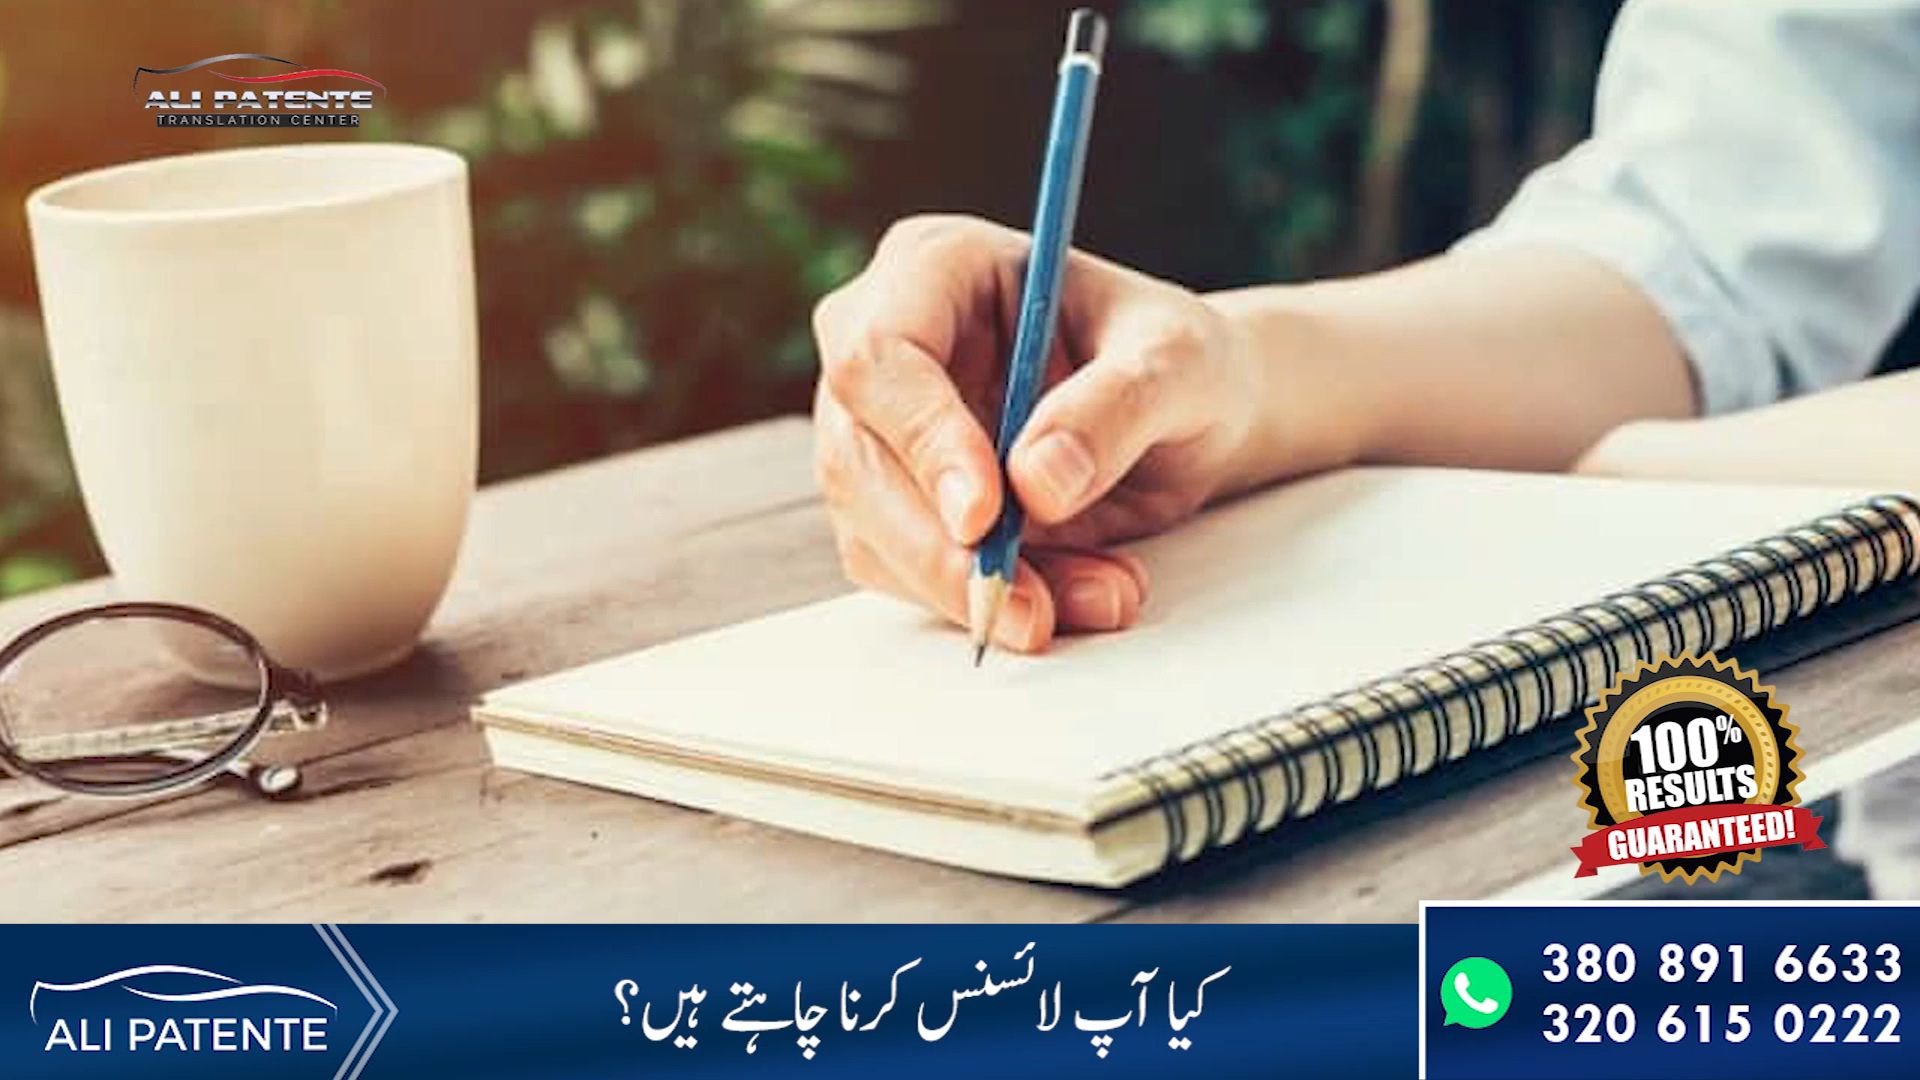 ALI PATENTE
TRANSLATION CENTER
100%
RESULTS
GUARANTEED!
ALI PATENTE
کیا آپ لائسنس کرنا چاہتے ہیں؟
380 891 6633
320 615 0222